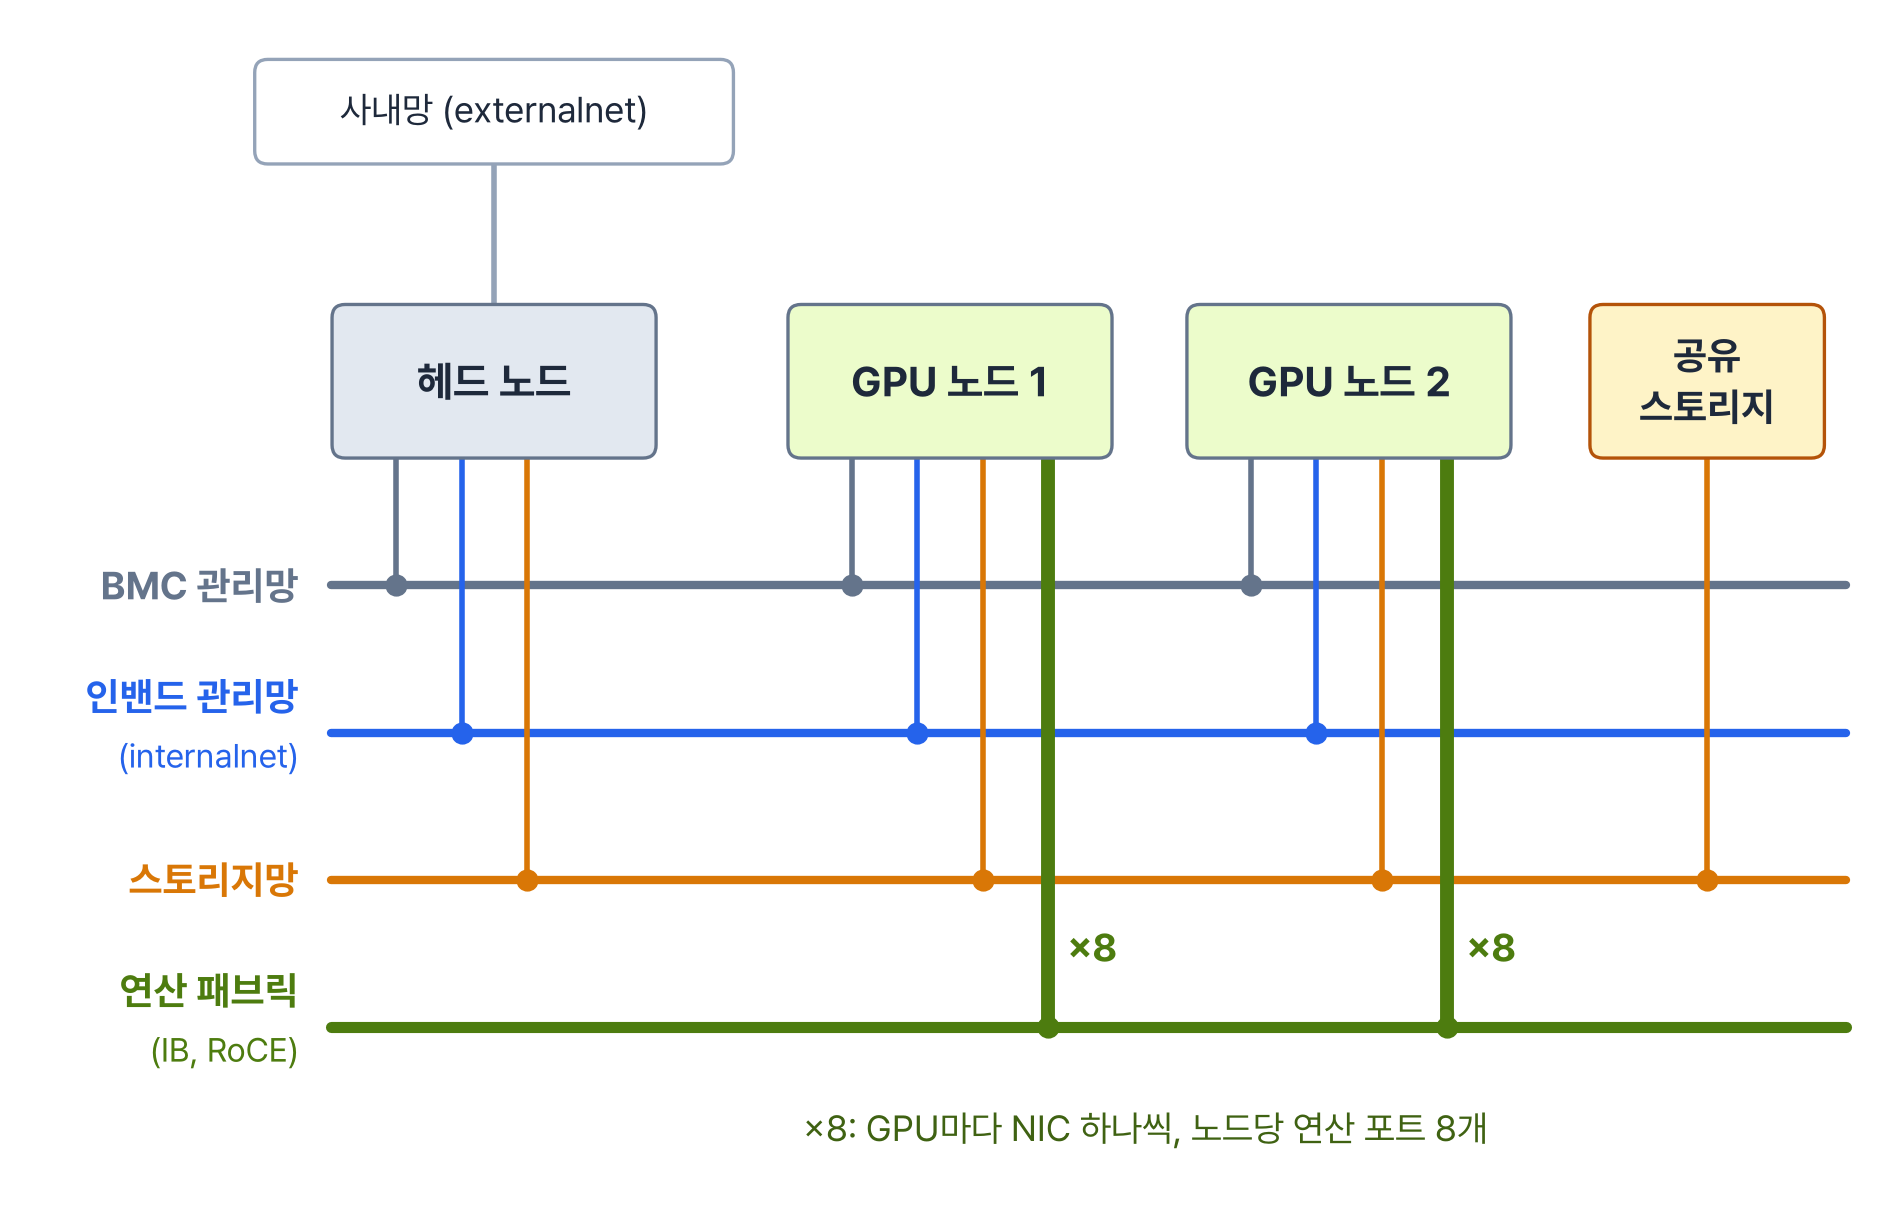 사내망 (externalnet)
헤드 노드
GPU 노드 1
GPU 노드 2
공유
스토리지
BMC 관리망
인밴드 관리망
(internalnet)
스토리지망
×8
×8
연산 패브릭
(IB, RoCE)
×8: GPU마다 NIC 하나씩, 노드당 연산 포트 8개